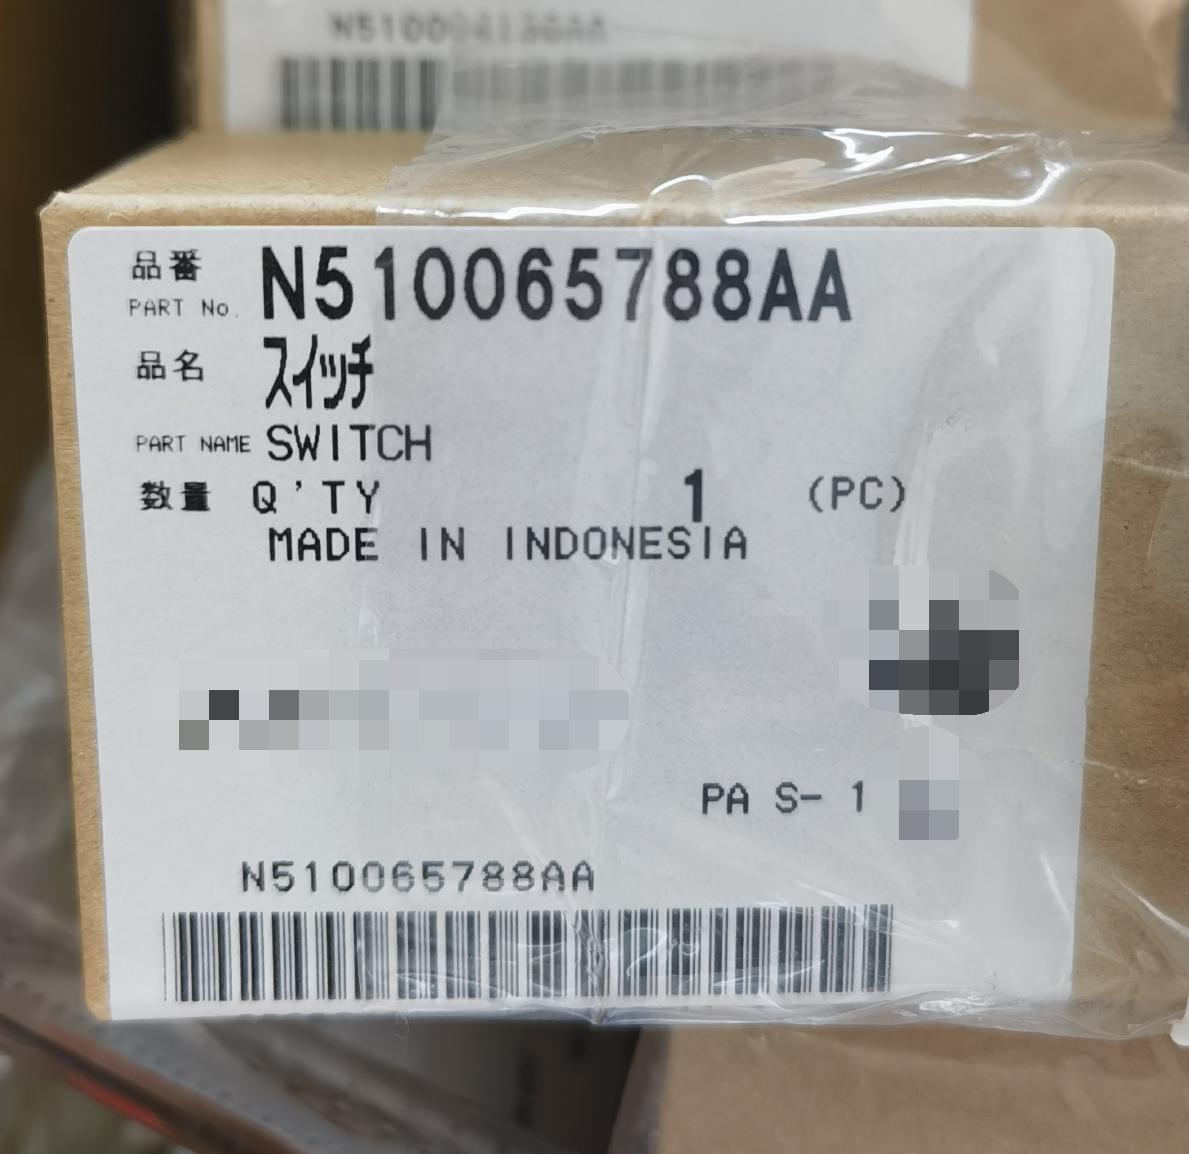 品番 N510065788AA
PART No.
品名 スイッチ
PART NAME SWITCH
数量 Q'TY 1 (PC)
MADE IN INDONESIA
PA S- 1
N510065788AA